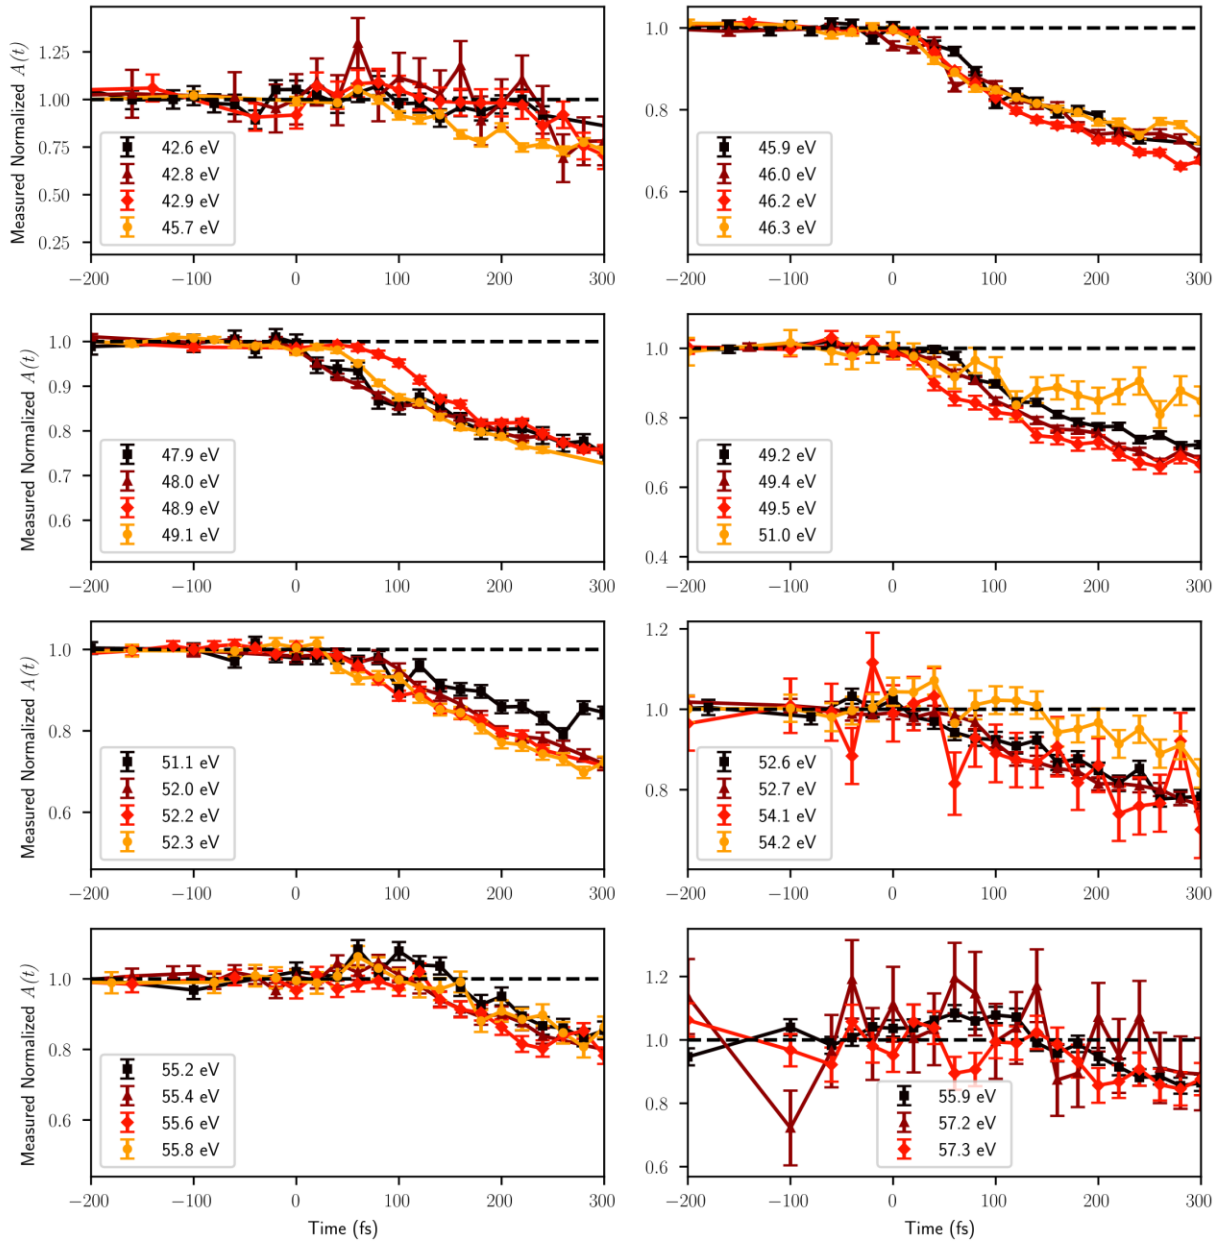 Measured Normalized A(t)
1.25
1.00
0.75
0.50
0.25
42.6 eV
42.8 eV
42.9 eV
45.7 eV
−200 −100 0 100 200 300
1.0
0.8
0.6
45.9 eV
46.0 eV
46.2 eV
46.3 eV
−200 −100 0 100 200 300
Measured Normalized A(t)
1.0
0.9
0.8
0.7
0.6
47.9 eV
48.0 eV
48.9 eV
49.1 eV
−200 −100 0 100 200 300
1.0
0.8
0.6
0.4
49.2 eV
49.4 eV
49.5 eV
51.0 eV
−200 −100 0 100 200 300
Measured Normalized A(t)
1.0
0.8
0.6
51.1 eV
52.0 eV
52.2 eV
52.3 eV
−200 −100 0 100 200 300
1.2
1.0
0.8
52.6 eV
52.7 eV
54.1 eV
54.2 eV
−200 −100 0 100 200 300
Measured Normalized A(t)
1.0
0.8
0.6
55.2 eV
55.4 eV
55.6 eV
55.8 eV
−200 −100 0 100 200 300
Time (fs)
1.2
1.0
0.8
0.6
55.9 eV
57.2 eV
57.3 eV
−200 −100 0 100 200 300
Time (fs)